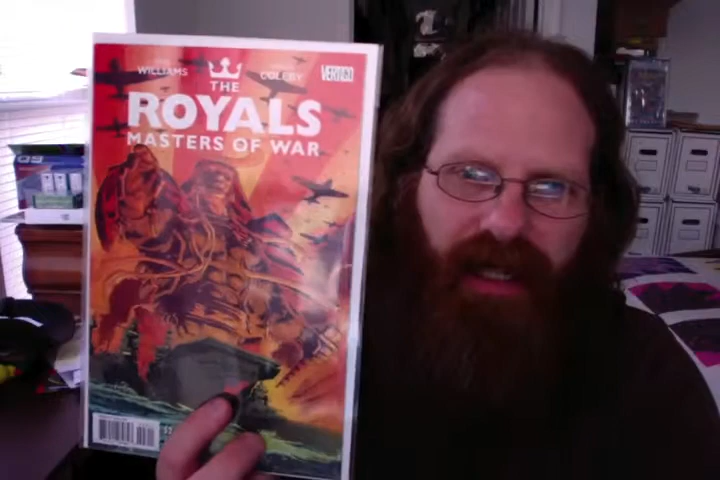 WILLIAMS
COLEBY
VERTIGO
THE
ROYALS
MASTERS OF WAR